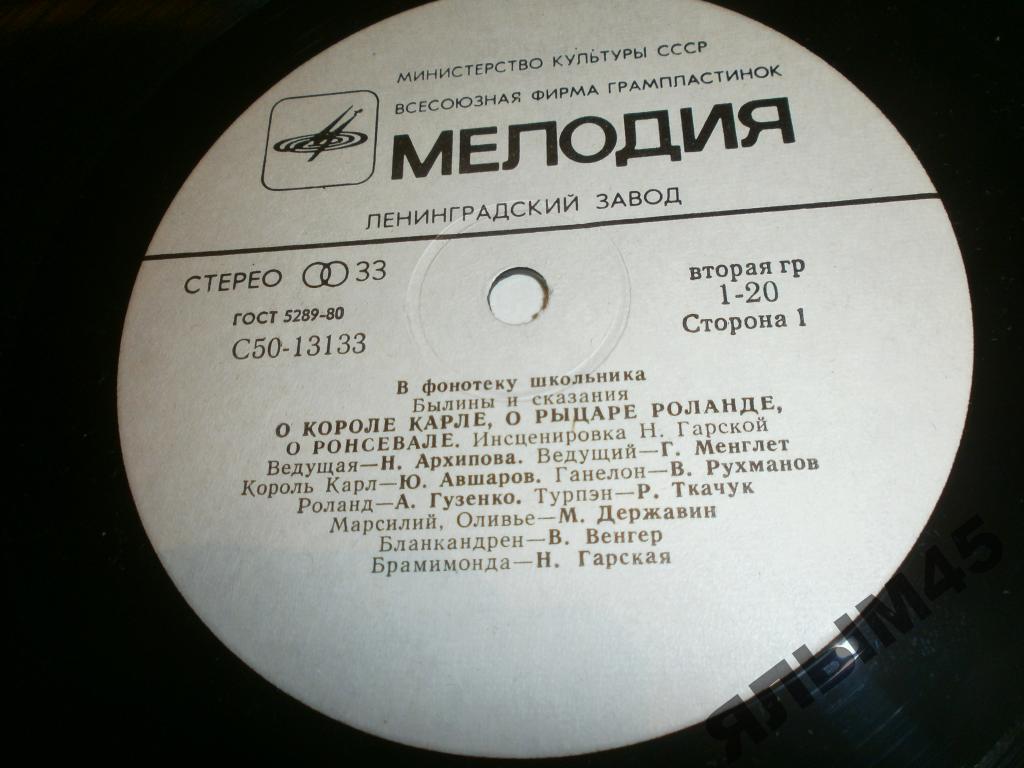 МИНИСТЕРСТВО КУЛЬТУРЫ СССР
ВСЕСОЮЗНАЯ ФИРМА ГРАМПЛАСТИНОК
МЕЛОДИЯ
ЛЕНИНГРАДСКИЙ ЗАВОД
СТЕРЕО 33
ГОСТ 5289-80
С50-13133
вторая гр
1-20
Сторона 1
В фонотеку школьника
Былины и сказания
О КОРОЛЕ КАРЛЕ, О РЫЦАРЕ РОЛАНДЕ,
О РОНСЕВАЛЕ. Инсценировка Н. Гарской
Ведущая—Н. Архипова. Ведущий—Г. Менглет
Король Карл—Ю. Авшаров. Ганелон—В. Рухманов
Роланд—А. Гузенко. Турпэн—Р. Ткачук
Марсилий, Оливье—М. Державин
Бланкандрен—В. Венгер
Брамимонда—Н. Гарская
ЯЛЫМ45